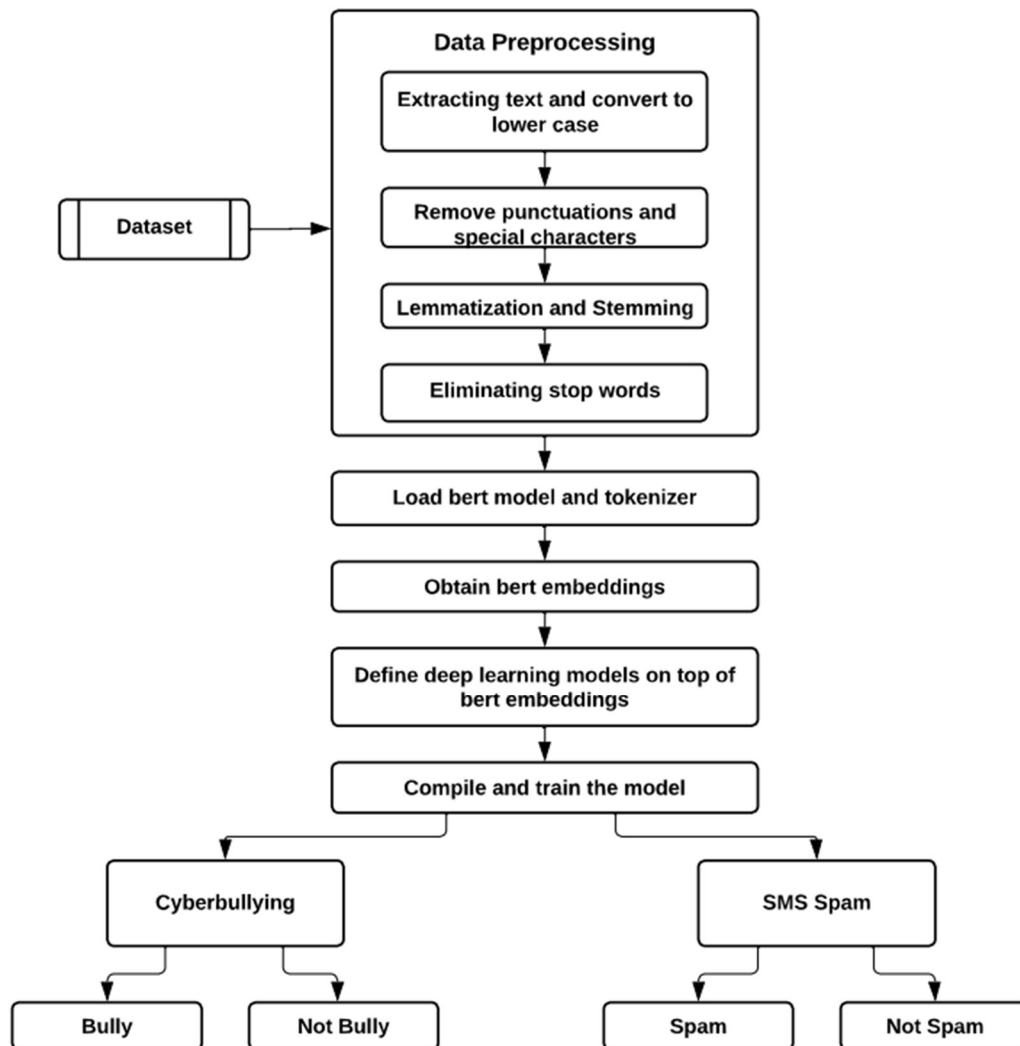 Data Preprocessing
Extracting text and convert to
lower case
Remove punctuations and
special characters
Dataset
Lemmatization and Stemming
Eliminating stop words
Load bert model and tokenizer
Obtain bert embeddings
Define deep learning models on top of
bert embeddings
Compile and train the model
Cyberbullying
SMS Spam
Bully
Not Bully
Spam
Not Spam